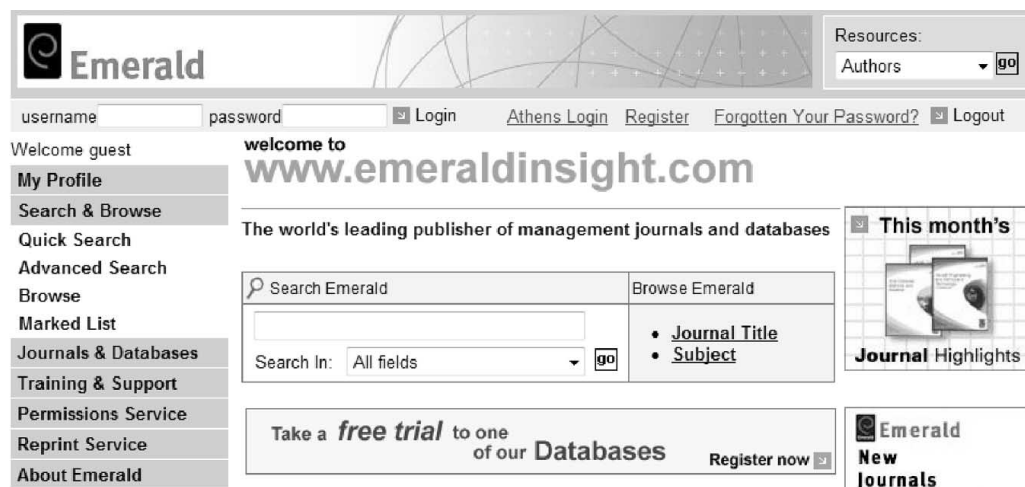 Emerald
Resources:
Authors
go
username password Login Athens Login Register Forgotten Your Password? Logout
Welcome guest
My Profile
Search & Browse
Quick Search
Advanced Search
Browse
Marked List
Journals & Databases
Training & Support
Permissions Service
Reprint Service
About Emerald
welcome to
www.emeraldinsight.com
The world's leading publisher of management journals and databases
Search Emerald
Search In: All fields go
Browse Emerald
Journal Title
Subject
Take a free trial to one
of our Databases
Register now
This month's
Journal Highlights
Emerald
New
Journals